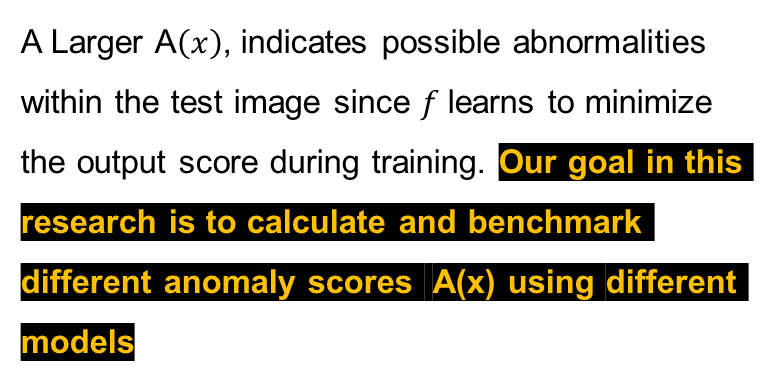 A Larger A(x), indicates possible abnormalities
within the test image since f learns to minimize
the output score during training. Our goal in this
research is to calculate and benchmark
different anomaly scores A(x) using different
models